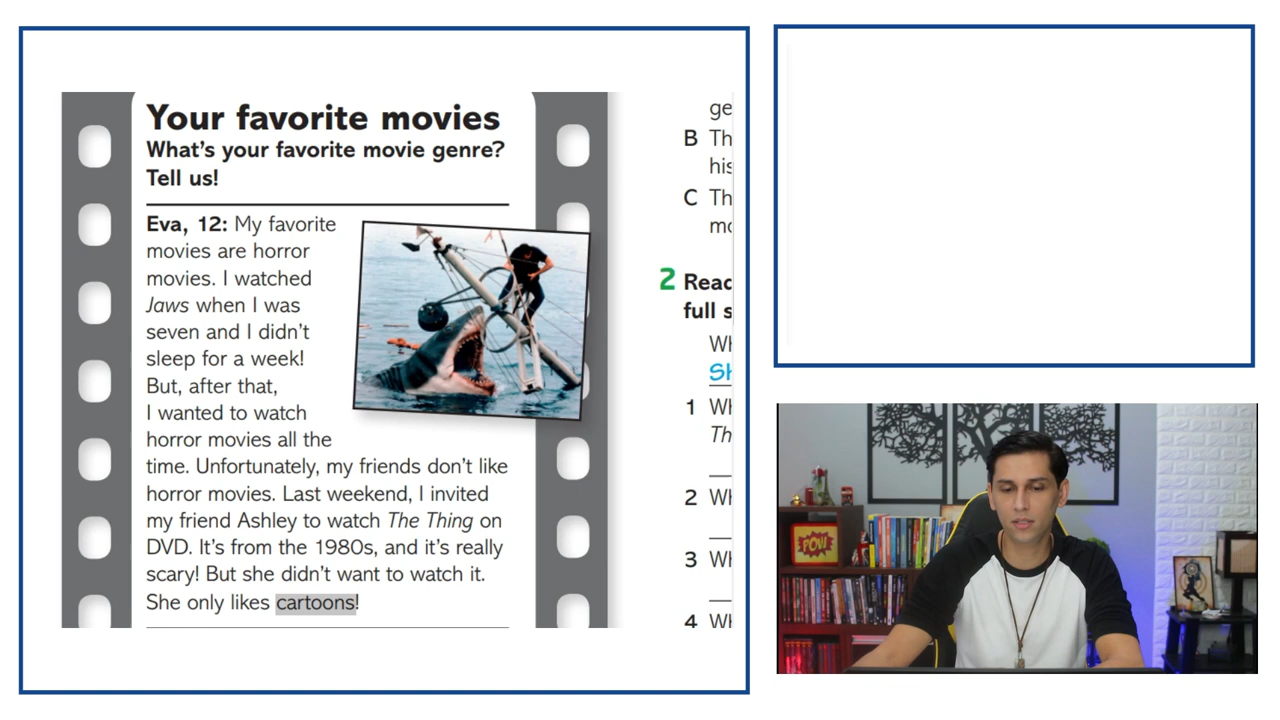 Your favorite movies
What's your favorite movie genre?
Tell us!
Eva, 12: My favorite
movies are horror
movies. I watched
Jaws when I was
seven and I didn't
sleep for a week!
But, after that,
I wanted to watch
horror movies all the
time. Unfortunately, my friends don't like
horror movies. Last weekend, I invited
my friend Ashley to watch The Thing on
DVD. It's from the 1980s, and it's really
scary! But she didn't want to watch it.
She only likes cartoons!
ge
B Th
his
C Th
mo
2 Read
full s
Wh
Sh
1 Wh
Th
2 Wh
3 Wh
4 Wh
POW!